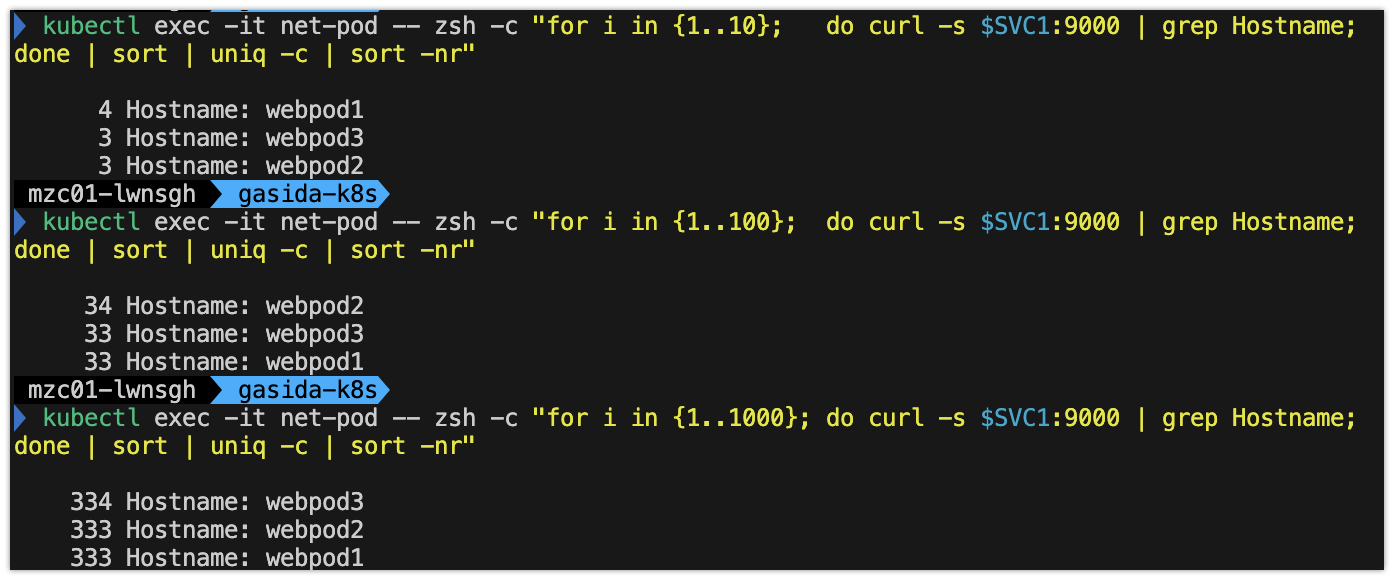 kubectl exec -it net-pod -- zsh -c "for i in {1..10};   do curl -s $SVC1:9000 | grep Hostname;
done | sort | uniq -c | sort -nr"
4 Hostname: webpod1
3 Hostname: webpod3
3 Hostname: webpod2
mzc01-lwnsgh gasida-k8s
kubectl exec -it net-pod -- zsh -c "for i in {1..100};  do curl -s $SVC1:9000 | grep Hostname;
done | sort | uniq -c | sort -nr"
34 Hostname: webpod2
33 Hostname: webpod3
33 Hostname: webpod1
mzc01-lwnsgh gasida-k8s
kubectl exec -it net-pod -- zsh -c "for i in {1..1000}; do curl -s $SVC1:9000 | grep Hostname;
done | sort | uniq -c | sort -nr"
334 Hostname: webpod3
333 Hostname: webpod2
333 Hostname: webpod1